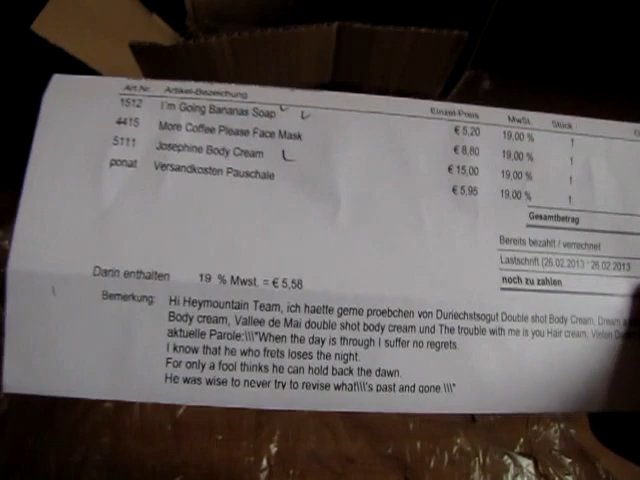 Art.Nr. Artikel-Bezeichnung Einzel-Preis MwSt. Stück
1512 I'm Going Bananas Soap € 5,20 19,00 % 1
4415 More Coffee Please Face Mask € 8,80 19,00 % 1
5111 Josephine Body Cream € 15,00 19,00 % 1
ponat Versandkosten Pauschale € 5,95 19,00 % 1
Gesamtbetrag
Bereits bezahlt / verrechnet
Lastschrift (26.02.2013 26.02.2013
noch zu zahlen
Darin enthalten 19 % Mwst. = € 5,58
Bemerkung: Hi Heymountain Team, ich haette gerne proebchen von Duriechstsogut Double shot Body Cream, Dream
Body cream, Vallee de Mai double shot body cream und The trouble with me is you Hair cream. Vielen
aktuelle Parole:\\\"When the day is through I suffer no regrets.
I know that he who frets loses the night.
For only a fool thinks he can hold back the dawn.
He was wise to never try to revise what\\\'s past and gone.\\\"